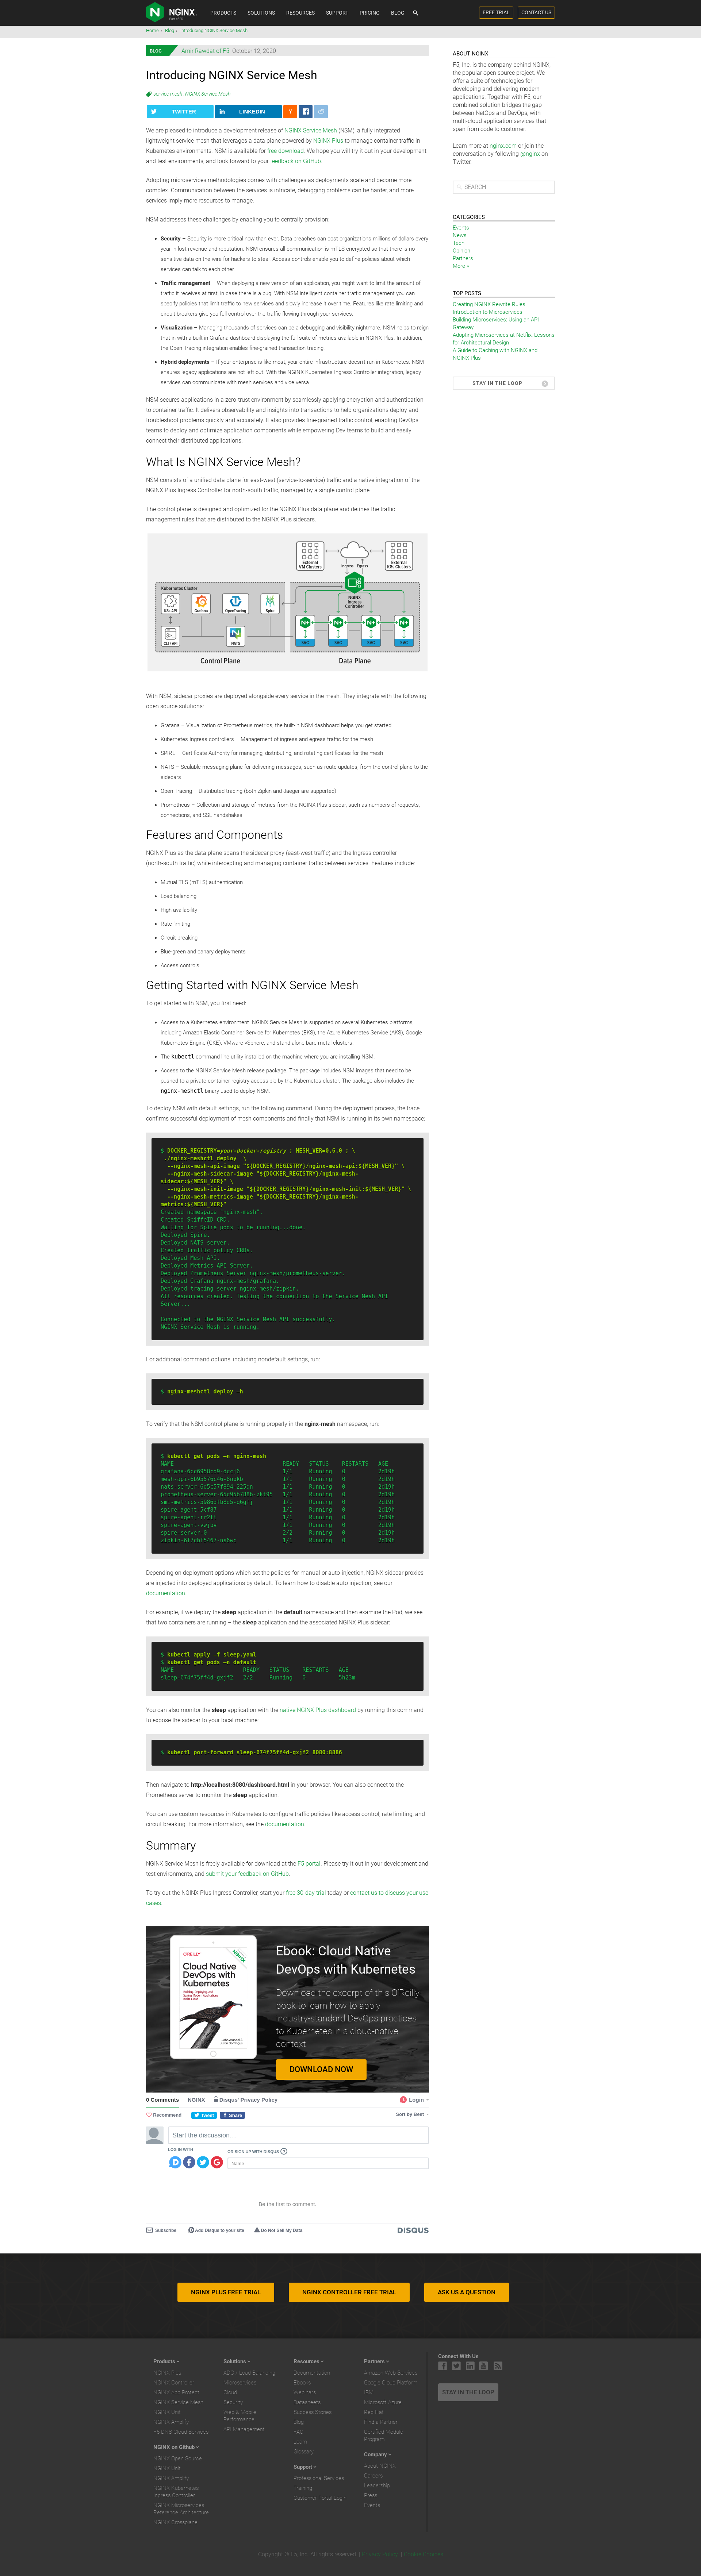 NGINX
PRODUCTS SOLUTIONS RESOURCES SUPPORT PRICING BLOG
FREE TRIAL CONTACT US
Home / Blog / Introducing NGINX Service Mesh
BLOG Amir Rawdat of F5 October 12, 2020
Introducing NGINX Service Mesh
service mesh, NGINX Service Mesh
TWITTER
LINKEDIN
We are pleased to introduce a development release of NGINX Service Mesh (NSM), a fully integrated
lightweight service mesh that leverages a data plane powered by NGINX Plus to manage container traffic in
Kubernetes environments. NSM is available for free download. We hope you will try it out in your development
and test environments, and look forward to your feedback on GitHub.
Adopting microservices methodologies comes with challenges as deployments scale and become more
complex. Communication between the services is intricate, debugging problems can be harder, and more
services imply more resources to manage.
NSM addresses these challenges by enabling you to centrally provision:
• Security – Security is more critical now than ever. Data breaches can cost organizations millions of dollars every
year in lost revenue and reputation. NSM ensures all communication is mTLS-encrypted so that there is no
sensitive data on the wire for hackers to steal. Access controls enable you to define policies about which
services can talk to each other.
• Traffic management – When deploying a new version of an application, you might want to limit the amount of
traffic it receives at first, in case there is a bug. With NSM intelligent container traffic management you can
specify policies that limit traffic to new services and slowly increase it over time. Features like rate limiting and
circuit breakers give you full control over the traffic flowing through your services.
• Visualization – Managing thousands of services can be a debugging and visibility nightmare. NSM helps to reign
in with a built-in Grafana dashboard displaying the full suite of metrics available in NGINX Plus. In addition,
the Open Tracing integration enables fine-grained transaction tracing.
• Hybrid deployments – If your enterprise is like most, your entire infrastructure doesn't run in Kubernetes. NSM
ensures legacy applications are not left out. With the NGINX Kubernetes Ingress Controller integration, legacy
services can communicate with mesh services and vice versa.
NSM secures applications in a zero-trust environment by seamlessly applying encryption and authentication
to container traffic. It delivers observability and insights into transactions to help organizations deploy and
troubleshoot problems quickly and accurately. It also provides fine-grained traffic control, enabling DevOps
teams to deploy and optimize application components while empowering Dev teams to build and easily
connect their distributed applications.
What Is NGINX Service Mesh?
NSM consists of a unified data plane for east-west (service-to-service) traffic and a native integration of the
NGINX Plus Ingress Controller for north-south traffic, managed by a single control plane.
The control plane is designed and optimized for the NGINX Plus data plane and defines the traffic
management rules that are distributed to the NGINX Plus sidecars.
External
VM Clusters
External
K8s Clusters
Ingress Egress
Kubernetes Cluster
NGINX
Ingress
Controller
K8s API
Grafana
OpenTracing
Spire
CLI / API
NATS
SVC SVC SVC SVC
Control Plane
Data Plane
With NSM, sidecar proxies are deployed alongside every service in the mesh. They integrate with the following
open source solutions:
• Grafana – Visualization of Prometheus metrics, the built-in NSM dashboard helps you get started
• Kubernetes Ingress controllers – Management of ingress and egress traffic for the mesh
• SPIRE – Certificate Authority for managing, distributing, and rotating certificates for the mesh
• NATS – Scalable messaging plane for delivering messages, such as route updates, from the control plane to the
sidecars
• Open Tracing – Distributed tracing (both Zipkin and Jaeger are supported)
• Prometheus – Collection and storage of metrics from the NGINX Plus sidecar, such as numbers of requests,
connections, and SSL handshakes
Features and Components
NGINX Plus as the data plane spans the sidecar proxy (east-west traffic) and the Ingress controller
(north-south traffic) while intercepting and managing container traffic between services. Features include:
• Mutual TLS (mTLS) authentication
• Load balancing
• High availability
• Rate limiting
• Circuit breaking
• Blue-green and canary deployments
• Access controls
Getting Started with NGINX Service Mesh
To get started with NSM, you first need:
• Access to a Kubernetes environment. NGINX Service Mesh is supported on several Kubernetes platforms,
including Amazon Elastic Container Service for Kubernetes (EKS), the Azure Kubernetes Service (AKS), Google
Kubernetes Engine (GKE), VMware vSphere, and stand-alone bare-metal clusters.
• The kubectl command line utility installed on the machine where you are installing NSM.
• Access to the NGINX Service Mesh release package. The package includes NSM images that need to be
pushed to a private container registry accessible by the Kubernetes cluster. The package also includes the
nginx-meshctl binary used to deploy NSM.
To deploy NSM with default settings, run the following command. During the deployment process, the trace
confirms successful deployment of mesh components and finally that NSM is running in its own namespace:
$ DOCKER_REGISTRY=your-Docker-registry ; MESH_VER=0.6.0 ; \
./nginx-meshctl deploy \
--nginx-mesh-api-image "${DOCKER_REGISTRY}/nginx-mesh-api:${MESH_VER}" \
--nginx-mesh-sidecar-image "${DOCKER_REGISTRY}/nginx-mesh-
sidecar:${MESH_VER}" \
--nginx-mesh-init-image "${DOCKER_REGISTRY}/nginx-mesh-init:${MESH_VER}" \
--nginx-mesh-metrics-image "${DOCKER_REGISTRY}/nginx-mesh-
metrics:${MESH_VER}"
Created namespace "nginx-mesh".
Created SpiffeID CRD.
Waiting for Spire pods to be running...done.
Deployed Spire.
Deployed NATS server.
Created traffic policy CRDs.
Deployed Mesh API.
Deployed Metrics API Server.
Deployed Prometheus Server nginx-mesh/prometheus-server.
Deployed Grafana nginx-mesh/grafana.
Deployed tracing server nginx-mesh/zipkin.
All resources created. Testing the connection to the Service Mesh API
Server...
Connected to the NGINX Service Mesh API successfully.
NGINX Service Mesh is running.
For additional command options, including nondefault settings, run:
$ nginx-meshctl deploy –h
To verify that the NSM control plane is running properly in the nginx-mesh namespace, run:
$ kubectl get pods –n nginx-mesh
NAME READY STATUS RESTARTS AGE
grafana-6cc6958cd9-dccj6 1/1 Running 0 2d19h
mesh-api-6b95576c46-8npkb 1/1 Running 0 2d19h
nats-server-6d5c57f894-225qn 1/1 Running 0 2d19h
prometheus-server-65c95b788b-zkt95 1/1 Running 0 2d19h
smi-metrics-5986dfb8d5-q6gfj 1/1 Running 0 2d19h
spire-agent-5cf87 1/1 Running 0 2d19h
spire-agent-rr2tt 1/1 Running 0 2d19h
spire-agent-vwjbv 1/1 Running 0 2d19h
spire-server-0 2/2 Running 0 2d19h
zipkin-6f7cbf5467-ns6wc 1/1 Running 0 2d19h
Depending on deployment options which set the policies for manual or auto-injection, NGINX sidecar proxies
are injected into deployed applications by default. To learn how to disable auto injection, see our
documentation.
For example, if we deploy the sleep application in the default namespace and then examine the Pod, we see
that two containers are running – the sleep application and the associated NGINX Plus sidecar:
$ kubectl apply –f sleep.yaml
$ kubectl get pods –n default
NAME READY STATUS RESTARTS AGE
sleep-674f75ff4d-gxjf2 2/2 Running 0 5h23m
You can also monitor the sleep application with the native NGINX Plus dashboard by running this command
to expose the sidecar to your local machine:
$ kubectl port-forward sleep-674f75ff4d-gxjf2 8080:8886
Then navigate to http://localhost:8080/dashboard.html in your browser. You can also connect to the
Prometheus server to monitor the sleep application.
You can use custom resources in Kubernetes to configure traffic policies like access control, rate limiting, and
circuit breaking. For more information, see the documentation.
Summary
NGINX Service Mesh is freely available for download at the F5 portal. Please try it out in your development and
test environments, and submit your feedback on GitHub.
To try out the NGINX Plus Ingress Controller, start your free 30-day trial today or contact us to discuss your use
cases.
O'REILLY
Cloud Native
DevOps with
Kubernetes
Ebook: Cloud Native
DevOps with Kubernetes
Download the excerpt of this O'Reilly
book to learn how to apply
industry-standard DevOps practices
to Kubernetes in a cloud-native
context.
DOWNLOAD NOW
0 Comments NGINX Disqus' Privacy Policy Login
Recommend Tweet Share Sort by Best
Start the discussion…
LOG IN WITH
OR SIGN UP WITH DISQUS ?
Name
Be the first to comment.
Subscribe Add Disqus to your site Do Not Sell My Data DISQUS
ABOUT NGINX
F5, Inc. is the company behind NGINX,
the popular open source project. We
offer a suite of technologies for
developing and delivering modern
applications. Together with F5, our
combined solution bridges the gap
between NetOps and DevOps, with
multi-cloud application services that
span from code to customer.
Learn more at nginx.com or join the
conversation by following @nginx on
Twitter.
SEARCH
CATEGORIES
Events
News
Tech
Opinion
Partners
More »
TOP POSTS
Creating NGINX Rewrite Rules
Introduction to Microservices
Building Microservices: Using an API
Gateway
Adopting Microservices at Netflix: Lessons
for Architectural Design
A Guide to Caching with NGINX and
NGINX Plus
STAY IN THE LOOP
NGINX PLUS FREE TRIAL
NGINX CONTROLLER FREE TRIAL
ASK US A QUESTION
Products
NGINX Plus
NGINX Controller
NGINX App Protect
NGINX Service Mesh
NGINX Unit
NGINX Amplify
F5 DNS Cloud Services
NGINX on Github
NGINX Open Source
NGINX Unit
NGINX Amplify
NGINX Kubernetes
Ingress Controller
NGINX Microservices
Reference Architecture
NGINX Crossplane
Solutions
ADC / Load Balancing
Microservices
Cloud
Security
Web & Mobile
Performance
API Management
Resources
Documentation
Ebooks
Webinars
Datasheets
Success Stories
Blog
FAQ
Learn
Glossary
Support
Professional Services
Training
Customer Portal Login
Partners
Amazon Web Services
Google Cloud Platform
IBM
Microsoft Azure
Red Hat
Find a Partner
Certified Module
Program
Company
About NGINX
Careers
Leadership
Press
Events
Connect With Us
STAY IN THE LOOP
Copyright © F5, Inc. All rights reserved.